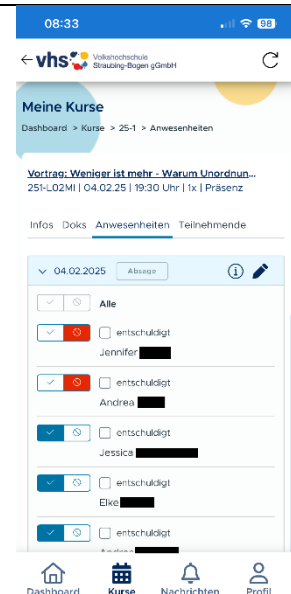 08:33
98
vhs Volkshochschule
Straubing-Bogen gGmbH
Meine Kurse
Dashboard > Kurse > 25-1 > Anwesenheiten
Vortrag: Weniger ist mehr - Warum Unordnun...
251-L02MI | 04.02.25 | 19:30 Uhr | 1x | Präsenz
Infos Doks Anwesenheiten Teilnehmende
04.02.2025 Absage
Alle
entschuldigt
Jennifer
entschuldigt
Andrea
entschuldigt
Jessica
entschuldigt
Elke
entschuldigt
Dashboard Kurse Nachrichten Profil